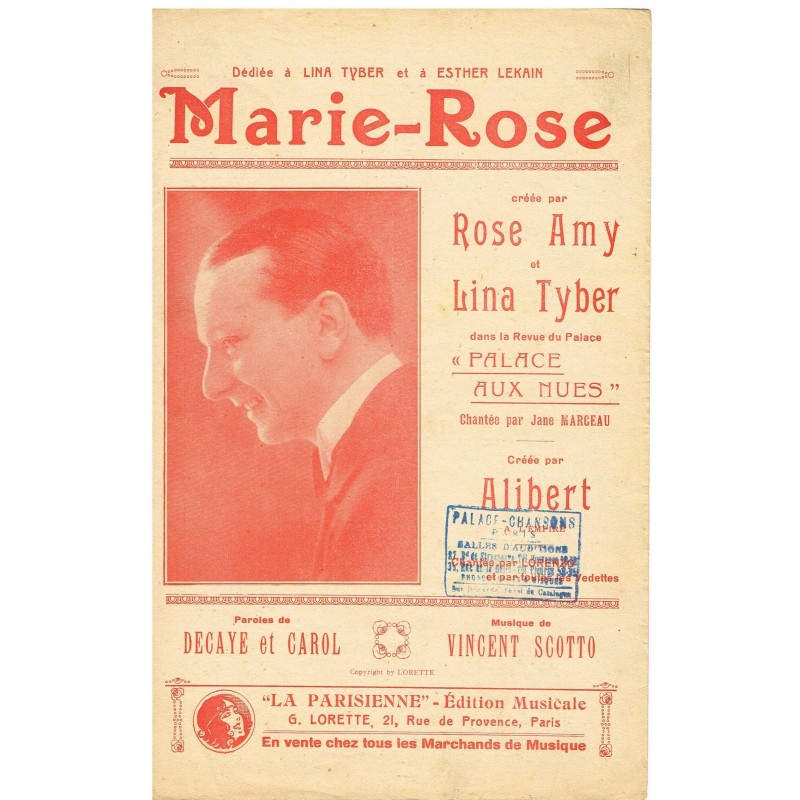 Dédiée à LINA TYBER et à ESTHER LEKAIN
Marie-Rose
créée par
Rose Amy
et
Lina Tyber
dans la Revue du Palace
« PALACE
AUX NUES "
Chantée par Jane MARCEAU
Créée par
Alibert
A L'EMPIRE
Chantée par LORENZO
et par toutes les Vedettes
PALACE-CHANSONS
PARIS
SALLES D'AUDITIONS
Paroles de
DECAYE et CAROL
Musique de
VINCENT SCOTTO
Copyright by LORETTE
"LA PARISIENNE" - Édition Musicale
G. LORETTE, 21, Rue de Provence, Paris
En vente chez tous les Marchands de Musique